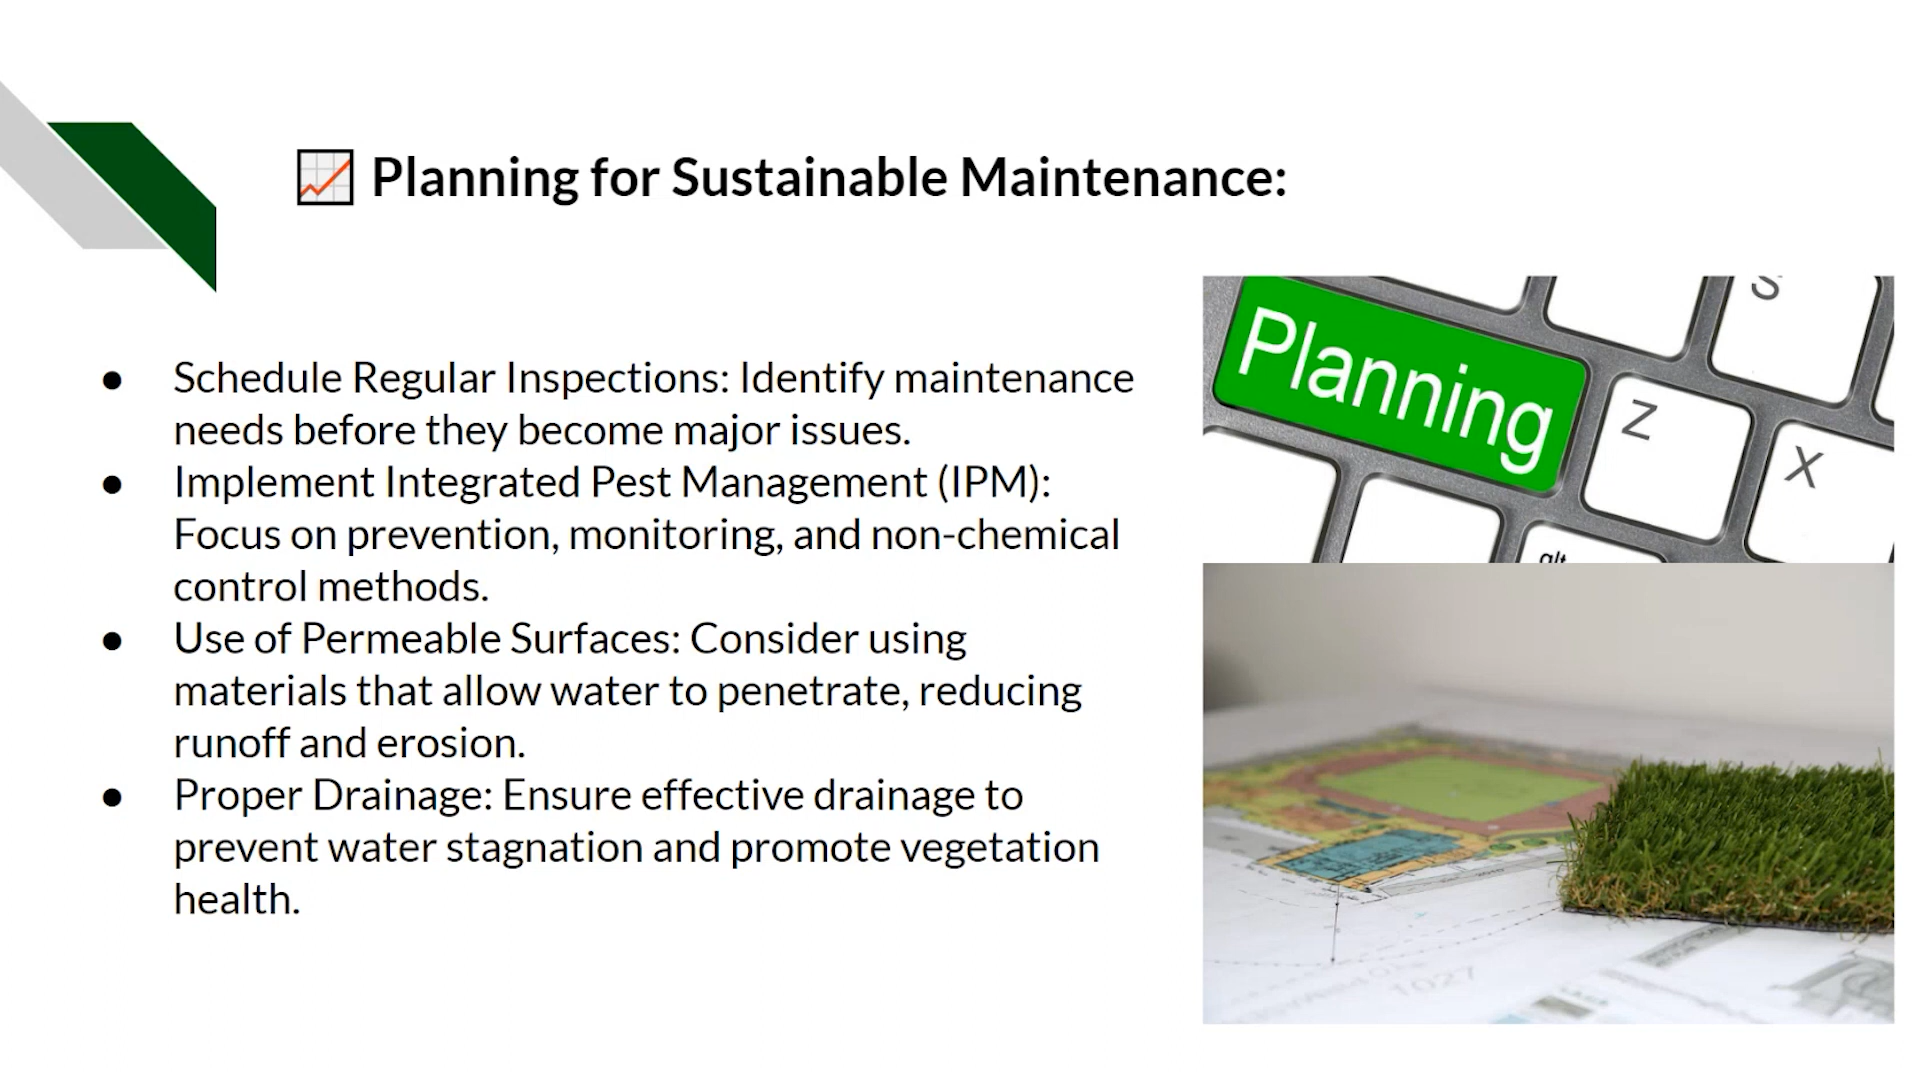 📈 Planning for Sustainable Maintenance:
● Schedule Regular Inspections: Identify maintenance
needs before they become major issues.
● Implement Integrated Pest Management (IPM):
Focus on prevention, monitoring, and non-chemical
control methods.
● Use of Permeable Surfaces: Consider using
materials that allow water to penetrate, reducing
runoff and erosion.
● Proper Drainage: Ensure effective drainage to
prevent water stagnation and promote vegetation
health.
S
Planning
Z
X
alt
1027